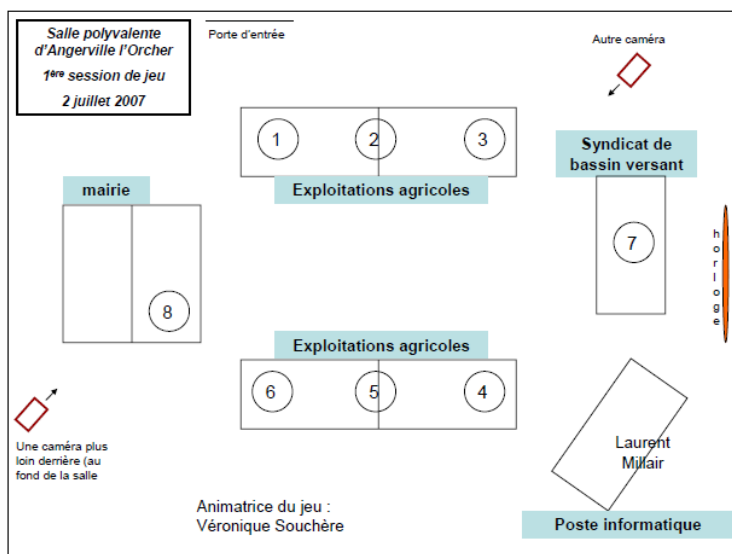 Salle polyvalente
d'Angerville l'Orcher
1ère session de jeu
2 juillet 2007
Porte d'entrée
Autre caméra
1
2
3
Exploitations agricoles
Syndicat de
bassin versant
mairie
7
horloge
8
Exploitations agricoles
6
5
4
Une caméra plus
loin derrière (au
fond de la salle
Laurent
Millair
Animatrice du jeu :
Véronique Souchère
Poste informatique